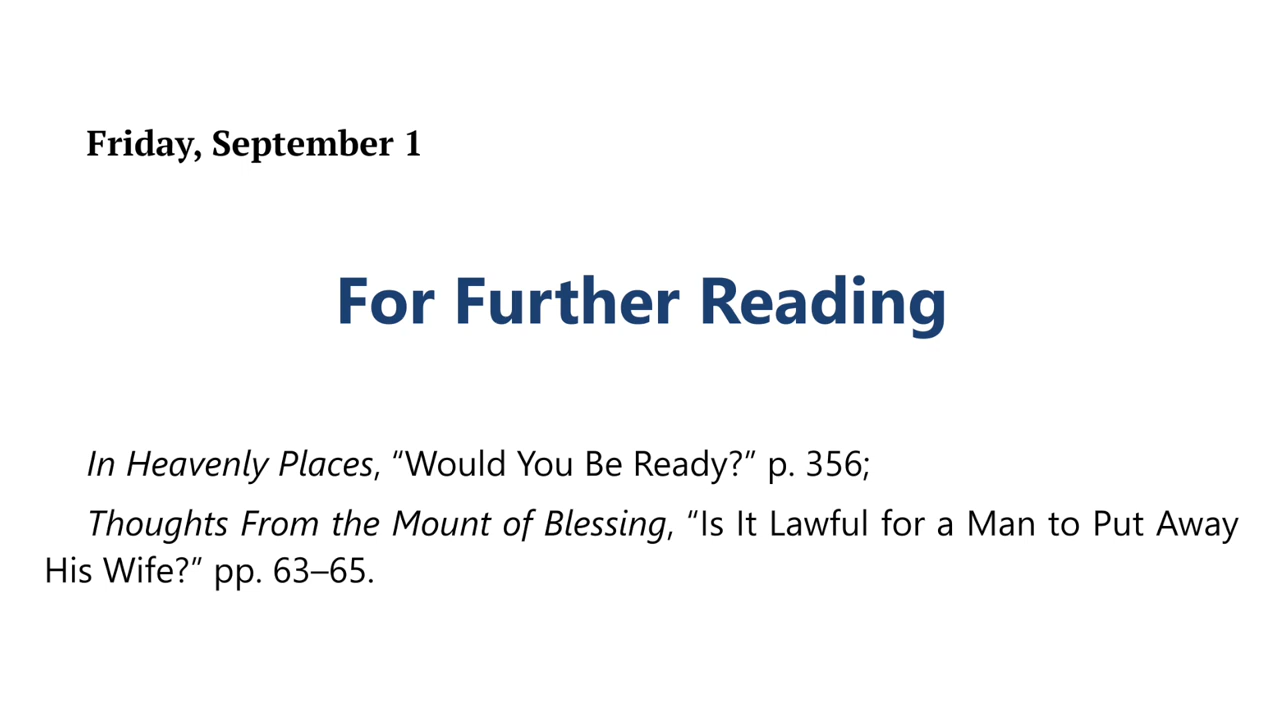 Friday, September 1
For Further Reading
In Heavenly Places, “Would You Be Ready?” p. 356;
Thoughts From the Mount of Blessing, “Is It Lawful for a Man to Put Away
His Wife?” pp. 63–65.